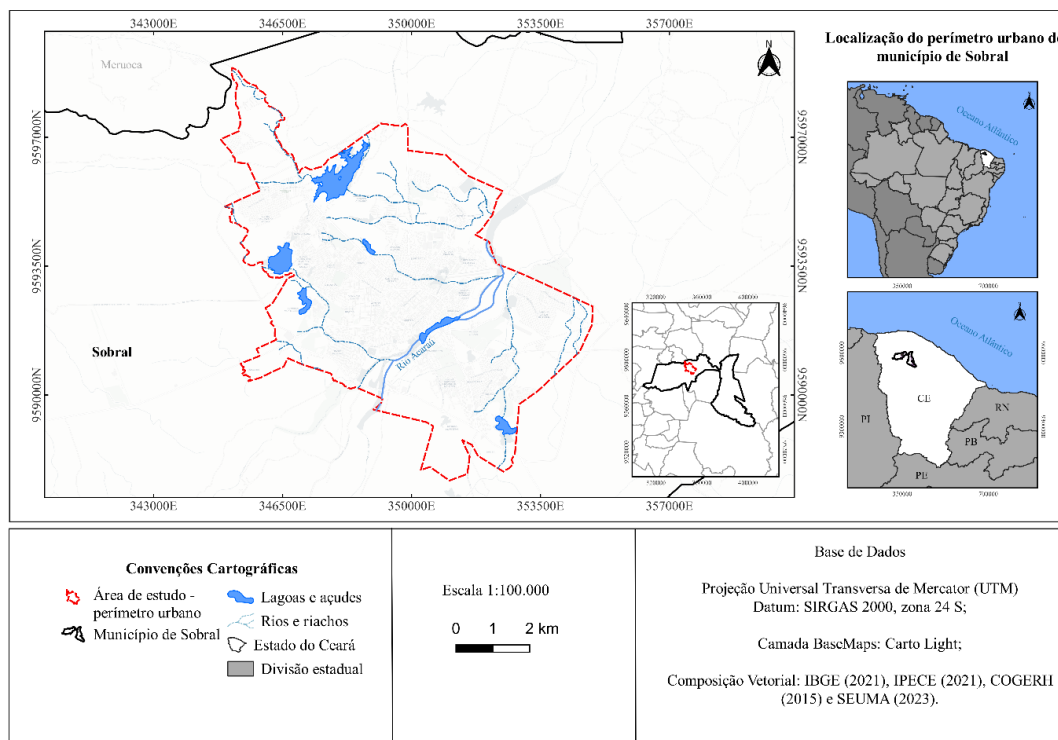 343000E 346500E 350000E 353500E 357000E
Localização do perímetro urbano do
município de Sobral
Meruoca
N
9597000N
9597000N
Oceano Atlântico
9593500N
9593500N
Sobral
Rio Acaraú
9590000N
9590000N
343000E 346500E 350000E 353500E 357000E
Oceano Atlântico
CE
PI
RN
PB
PE
Convenções Cartográficas
Área de estudo -
perímetro urbano
Município de Sobral
Lagoas e açudes
Rios e riachos
Estado do Ceará
Divisão estadual
Escala 1:100.000
0 1 2 km
Base de Dados
Projeção Universal Transversa de Mercator (UTM)
Datum: SIRGAS 2000, zona 24 S;
Camada BaseMaps: Carto Light;
Composição Vetorial: IBGE (2021), IPECE (2021), COGERH
(2015) e SEUMA (2023).